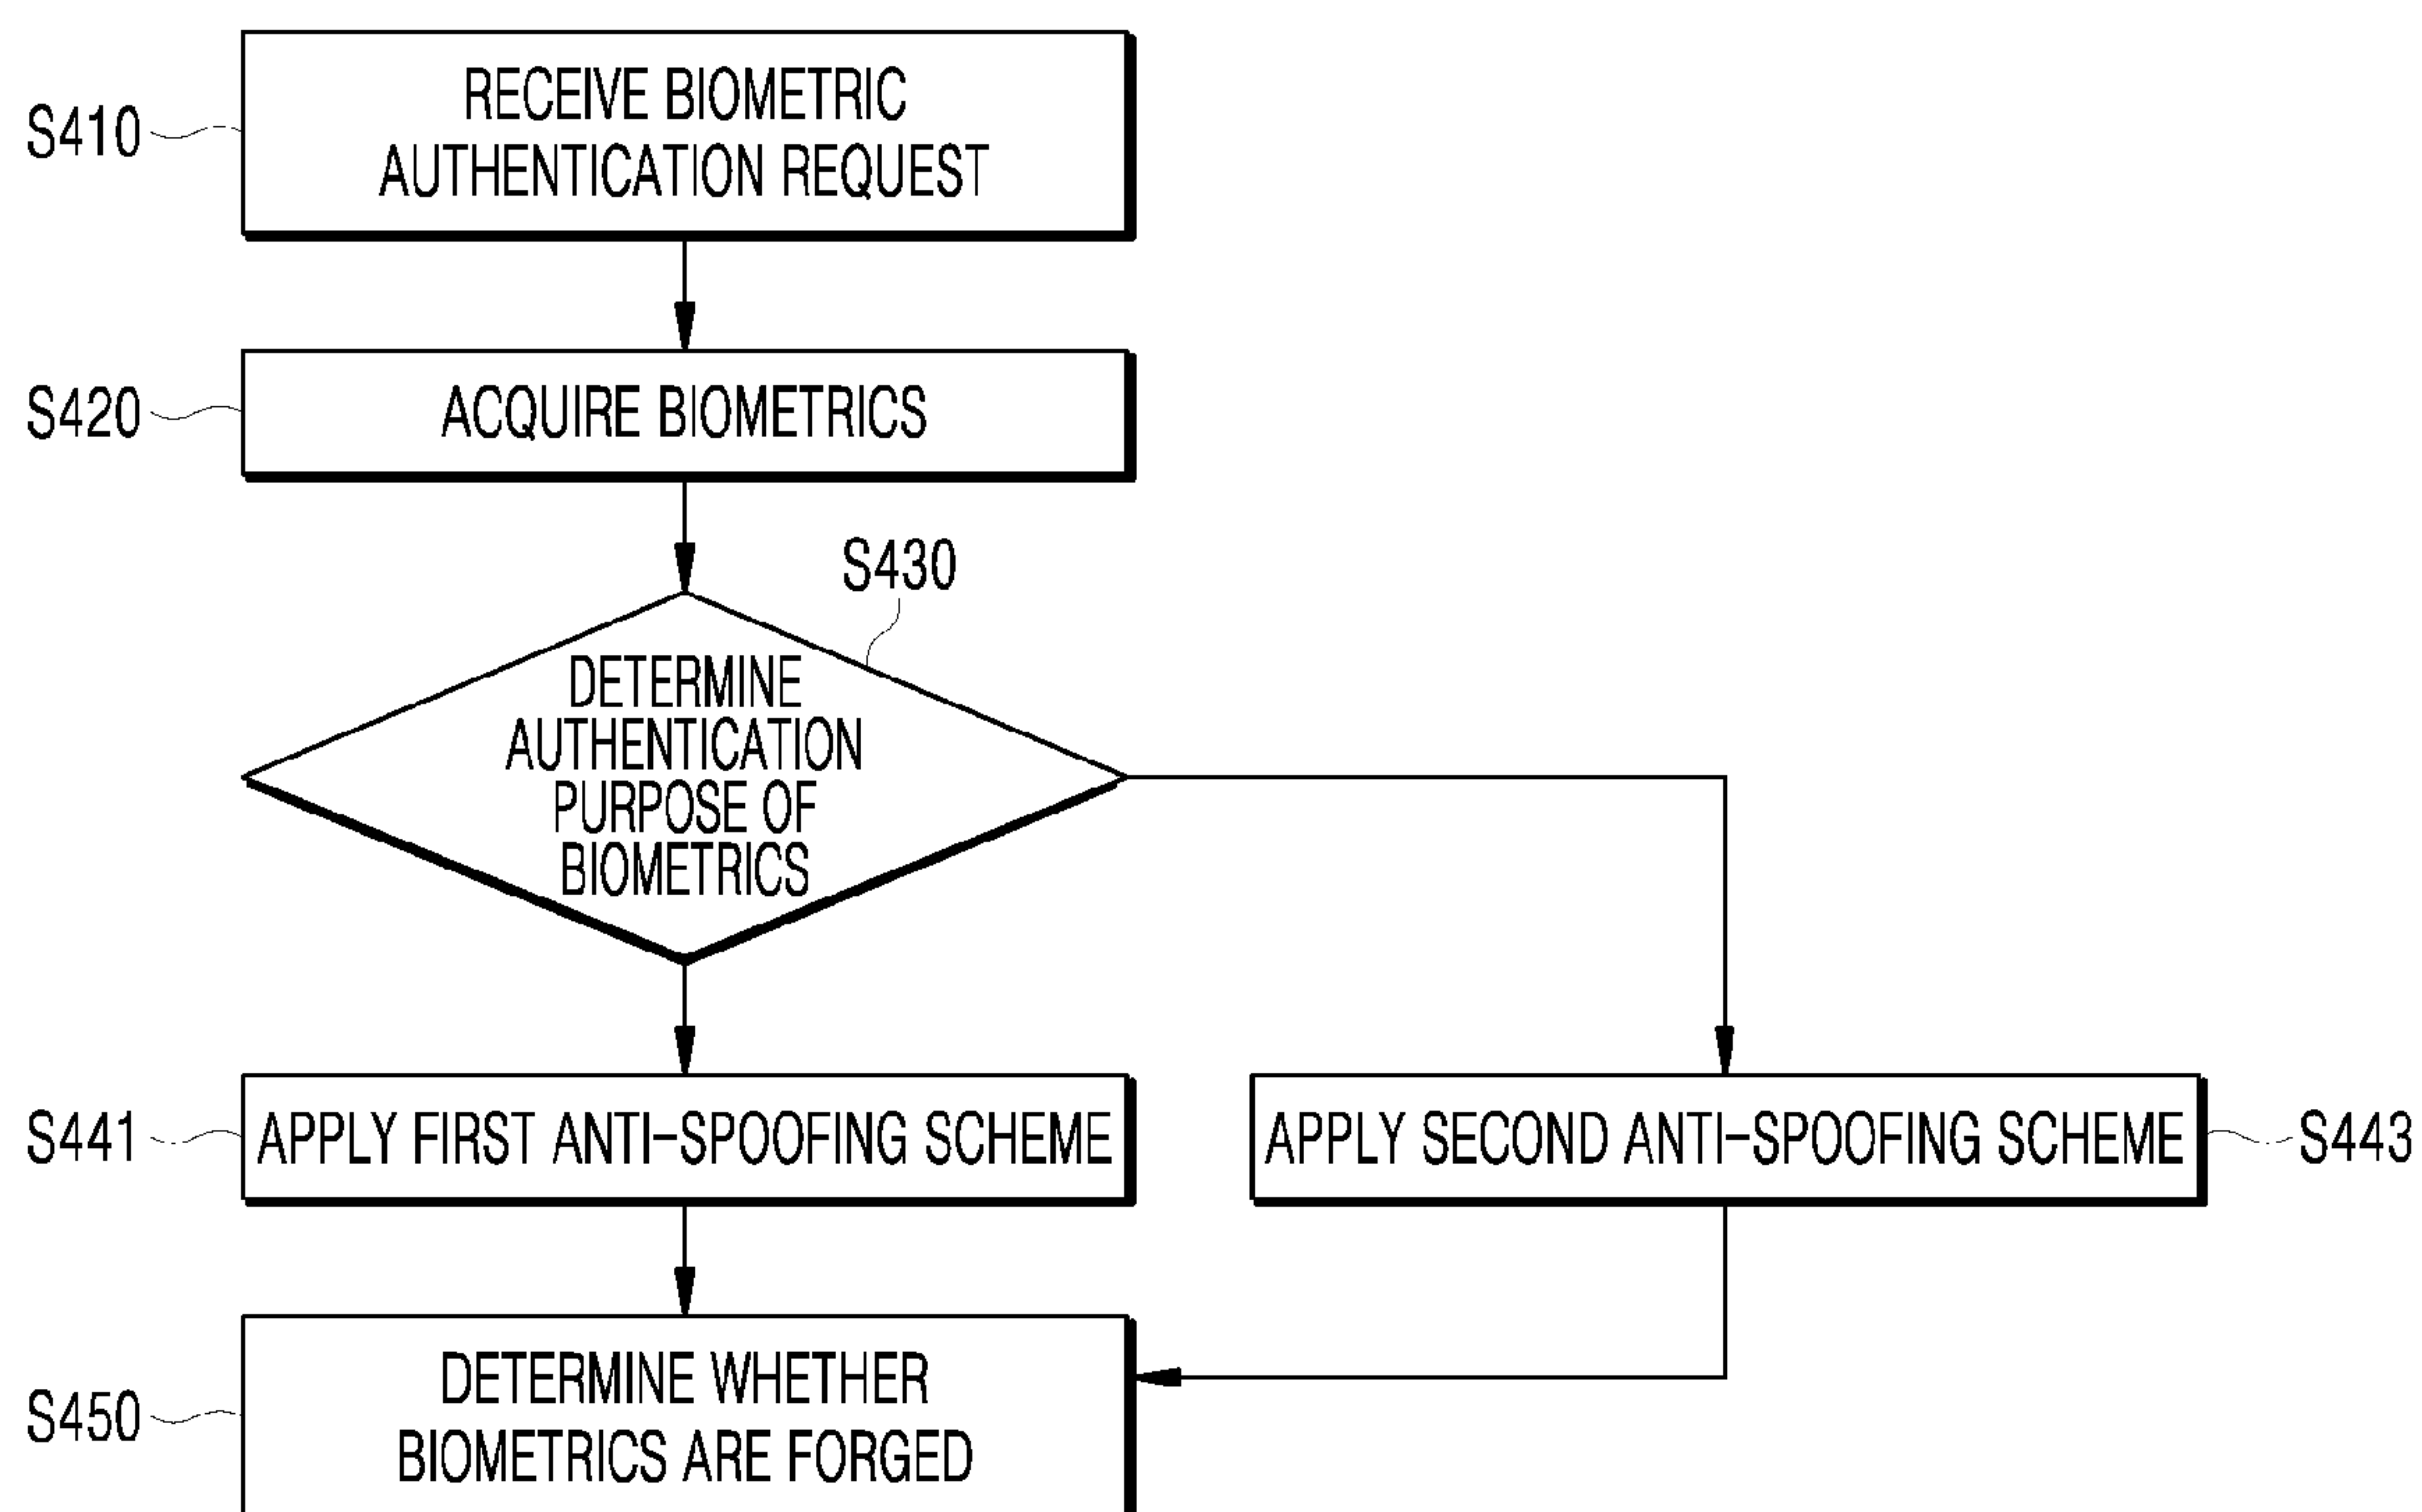 S410
RECEIVE BIOMETRIC
AUTHENTICATION REQUEST
S420
ACQUIRE BIOMETRICS
S430
DETERMINE
AUTHENTICATION
PURPOSE OF
BIOMETRICS
S441
APPLY FIRST ANTI-SPOOFING SCHEME
APPLY SECOND ANTI-SPOOFING SCHEME
S443
S450
DETERMINE WHETHER
BIOMETRICS ARE FORGED